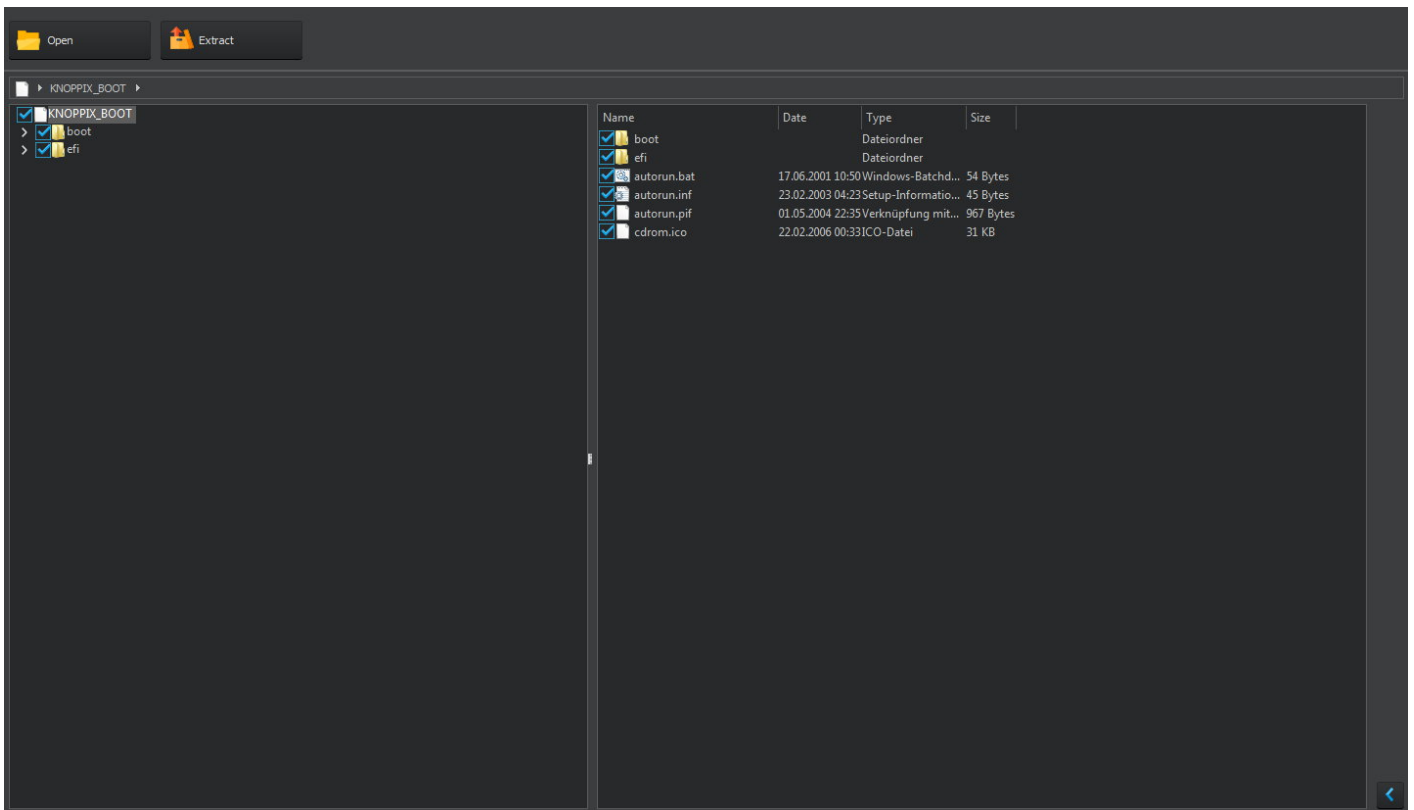 Open Extract
KNOPPIX_BOOT
KNOPPIX_BOOT
boot
efi
Name Date Type Size
boot Dateiordner
efi Dateiordner
autorun.bat 17.06.2001 10:50 Windows-Batchd... 54 Bytes
autorun.inf 23.02.2003 04:23 Setup-Informatio... 45 Bytes
autorun.pif 01.05.2004 22:35 Verknüpfung mit... 967 Bytes
cdrom.ico 22.02.2006 00:33 ICO-Datei 31 KB